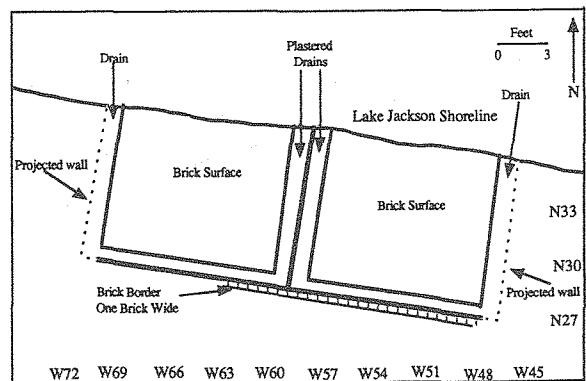 Feet
0 3
N
Plastered
Drains
Drain
Drain
Lake Jackson Shoreline
Projected wall
Brick Surface
Brick Surface
N33
N30
Projected wall
Brick Border
One Brick Wide
N27
W72 W69 W66 W63 W60 W57 W54 W51 W48 W45